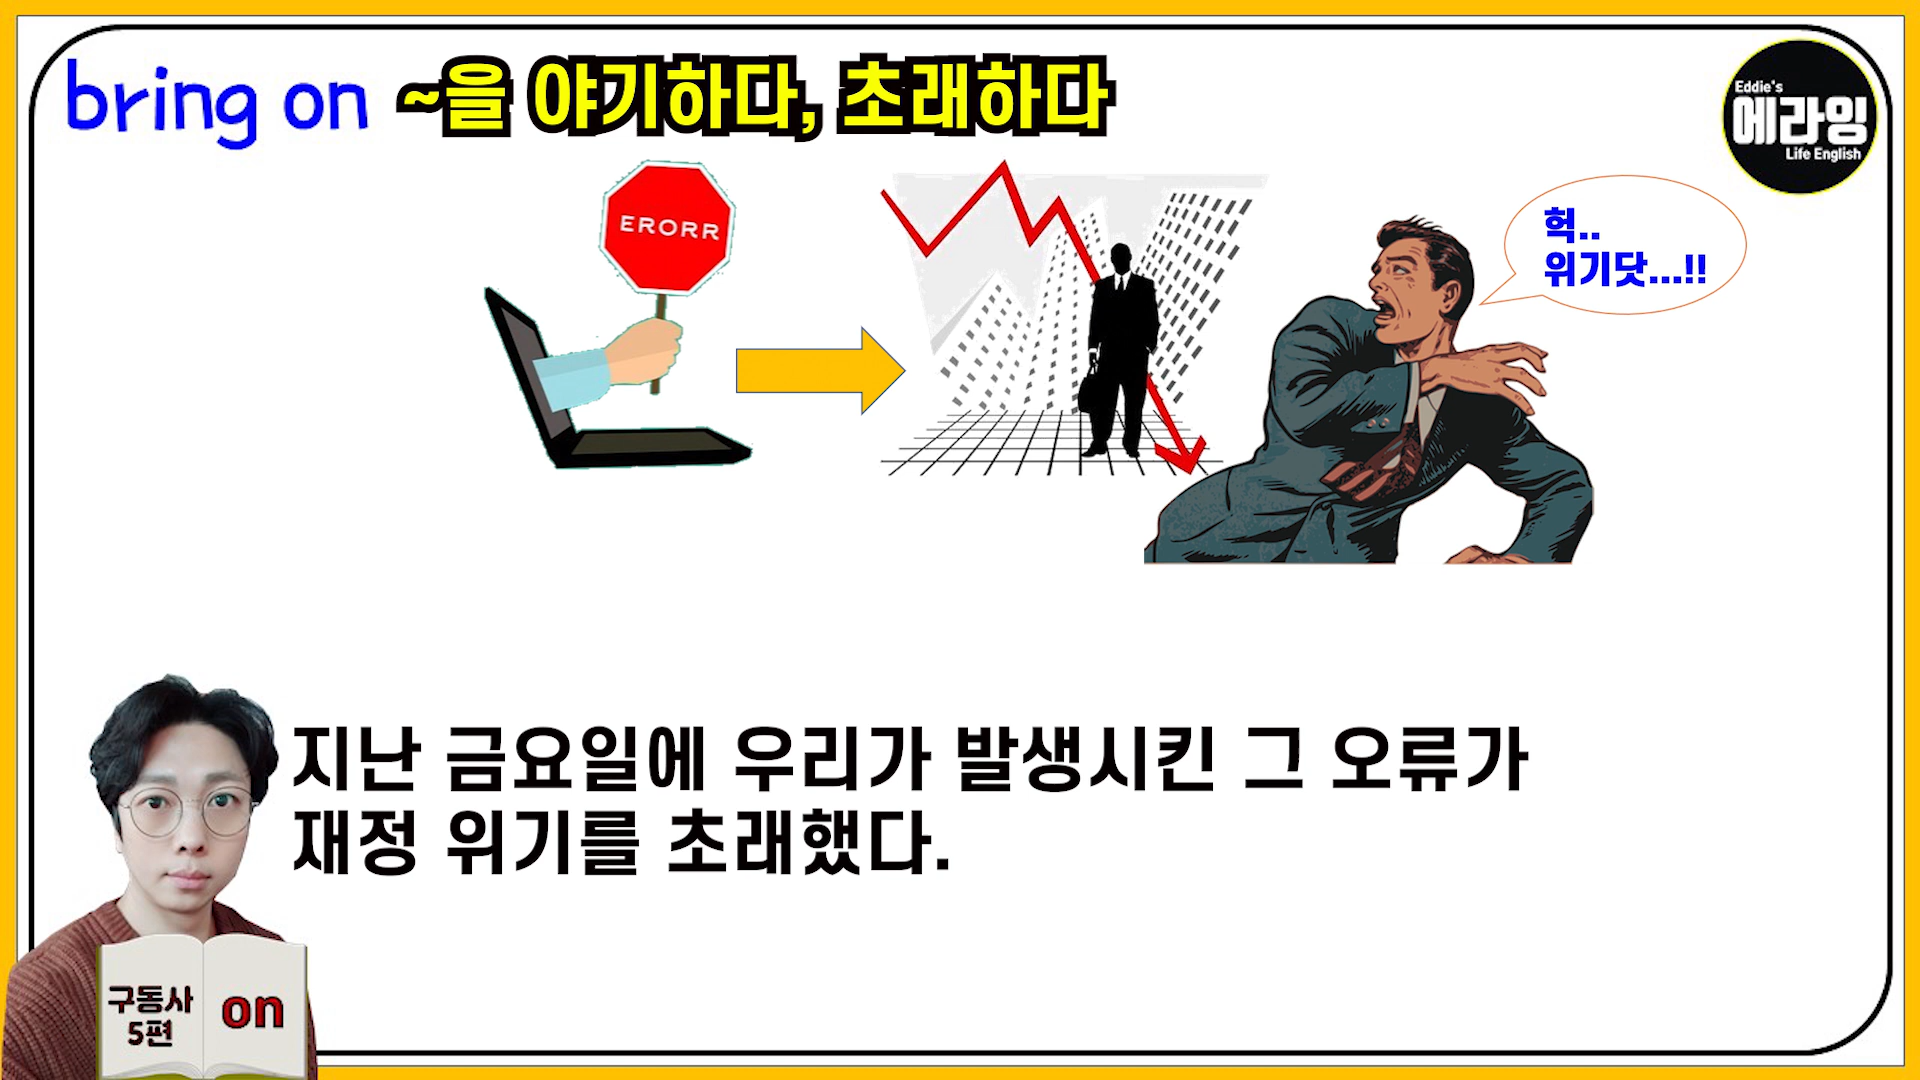 bring on ~을 야기하다, 초래하다
Eddie's
에라잉
Life English
ERORR
헉..
위기닷...!!
지난 금요일에 우리가 발생시킨 그 오류가
재정 위기를 초래했다.
구동사
5편
on